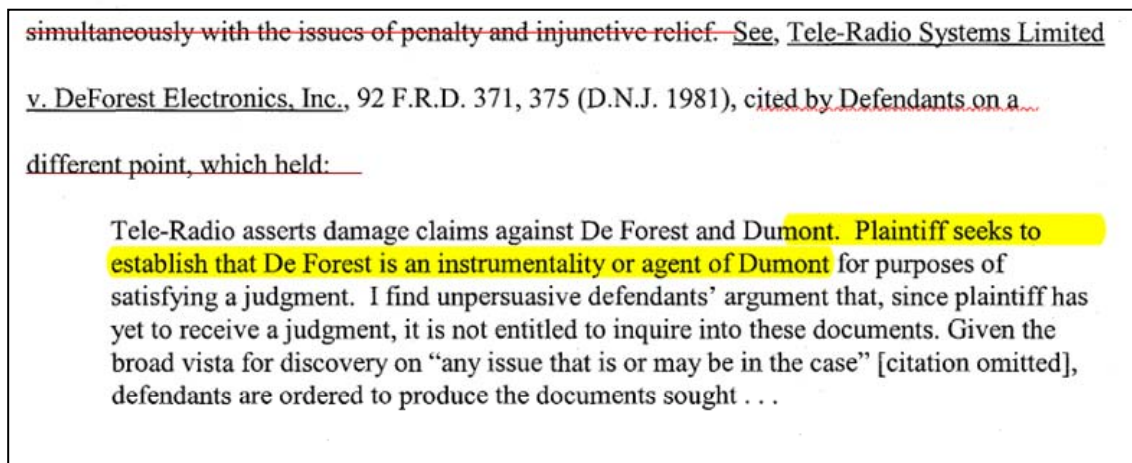 simultaneously with the issues of penalty and injunctive relief. See, Tele-Radio Systems Limited
v. DeForest Electronics, Inc., 92 F.R.D. 371, 375 (D.N.J. 1981), cited by Defendants on a
different point, which held:
Tele-Radio asserts damage claims against De Forest and Dumont. Plaintiff seeks to
establish that De Forest is an instrumentality or agent of Dumont for purposes of
satisfying a judgment. I find unpersuasive defendants' argument that, since plaintiff has
yet to receive a judgment, it is not entitled to inquire into these documents. Given the
broad vista for discovery on “any issue that is or may be in the case” [citation omitted],
defendants are ordered to produce the documents sought . . .